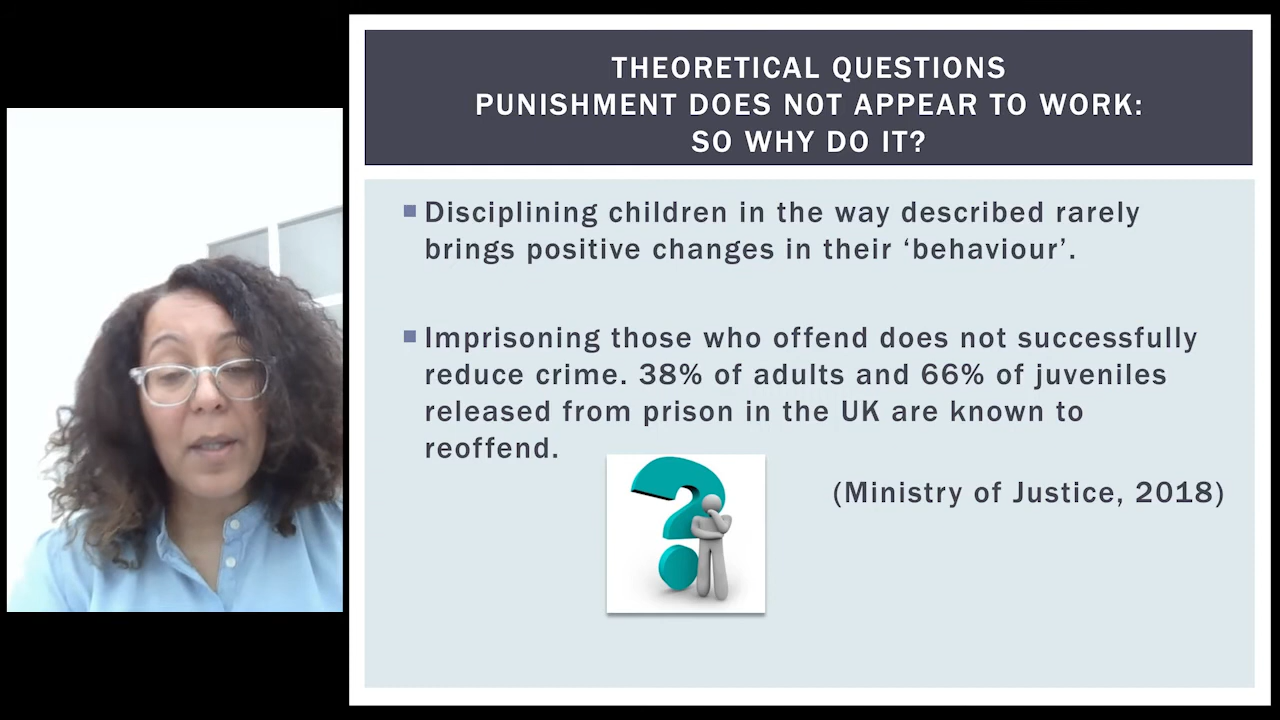 THEORETICAL QUESTIONS
PUNISHMENT DOES NOT APPEAR TO WORK:
SO WHY DO IT?
Disciplining children in the way described rarely
brings positive changes in their ‘behaviour’.
Imprisoning those who offend does not successfully
reduce crime. 38% of adults and 66% of juveniles
released from prison in the UK are known to
reoffend.
(Ministry of Justice, 2018)